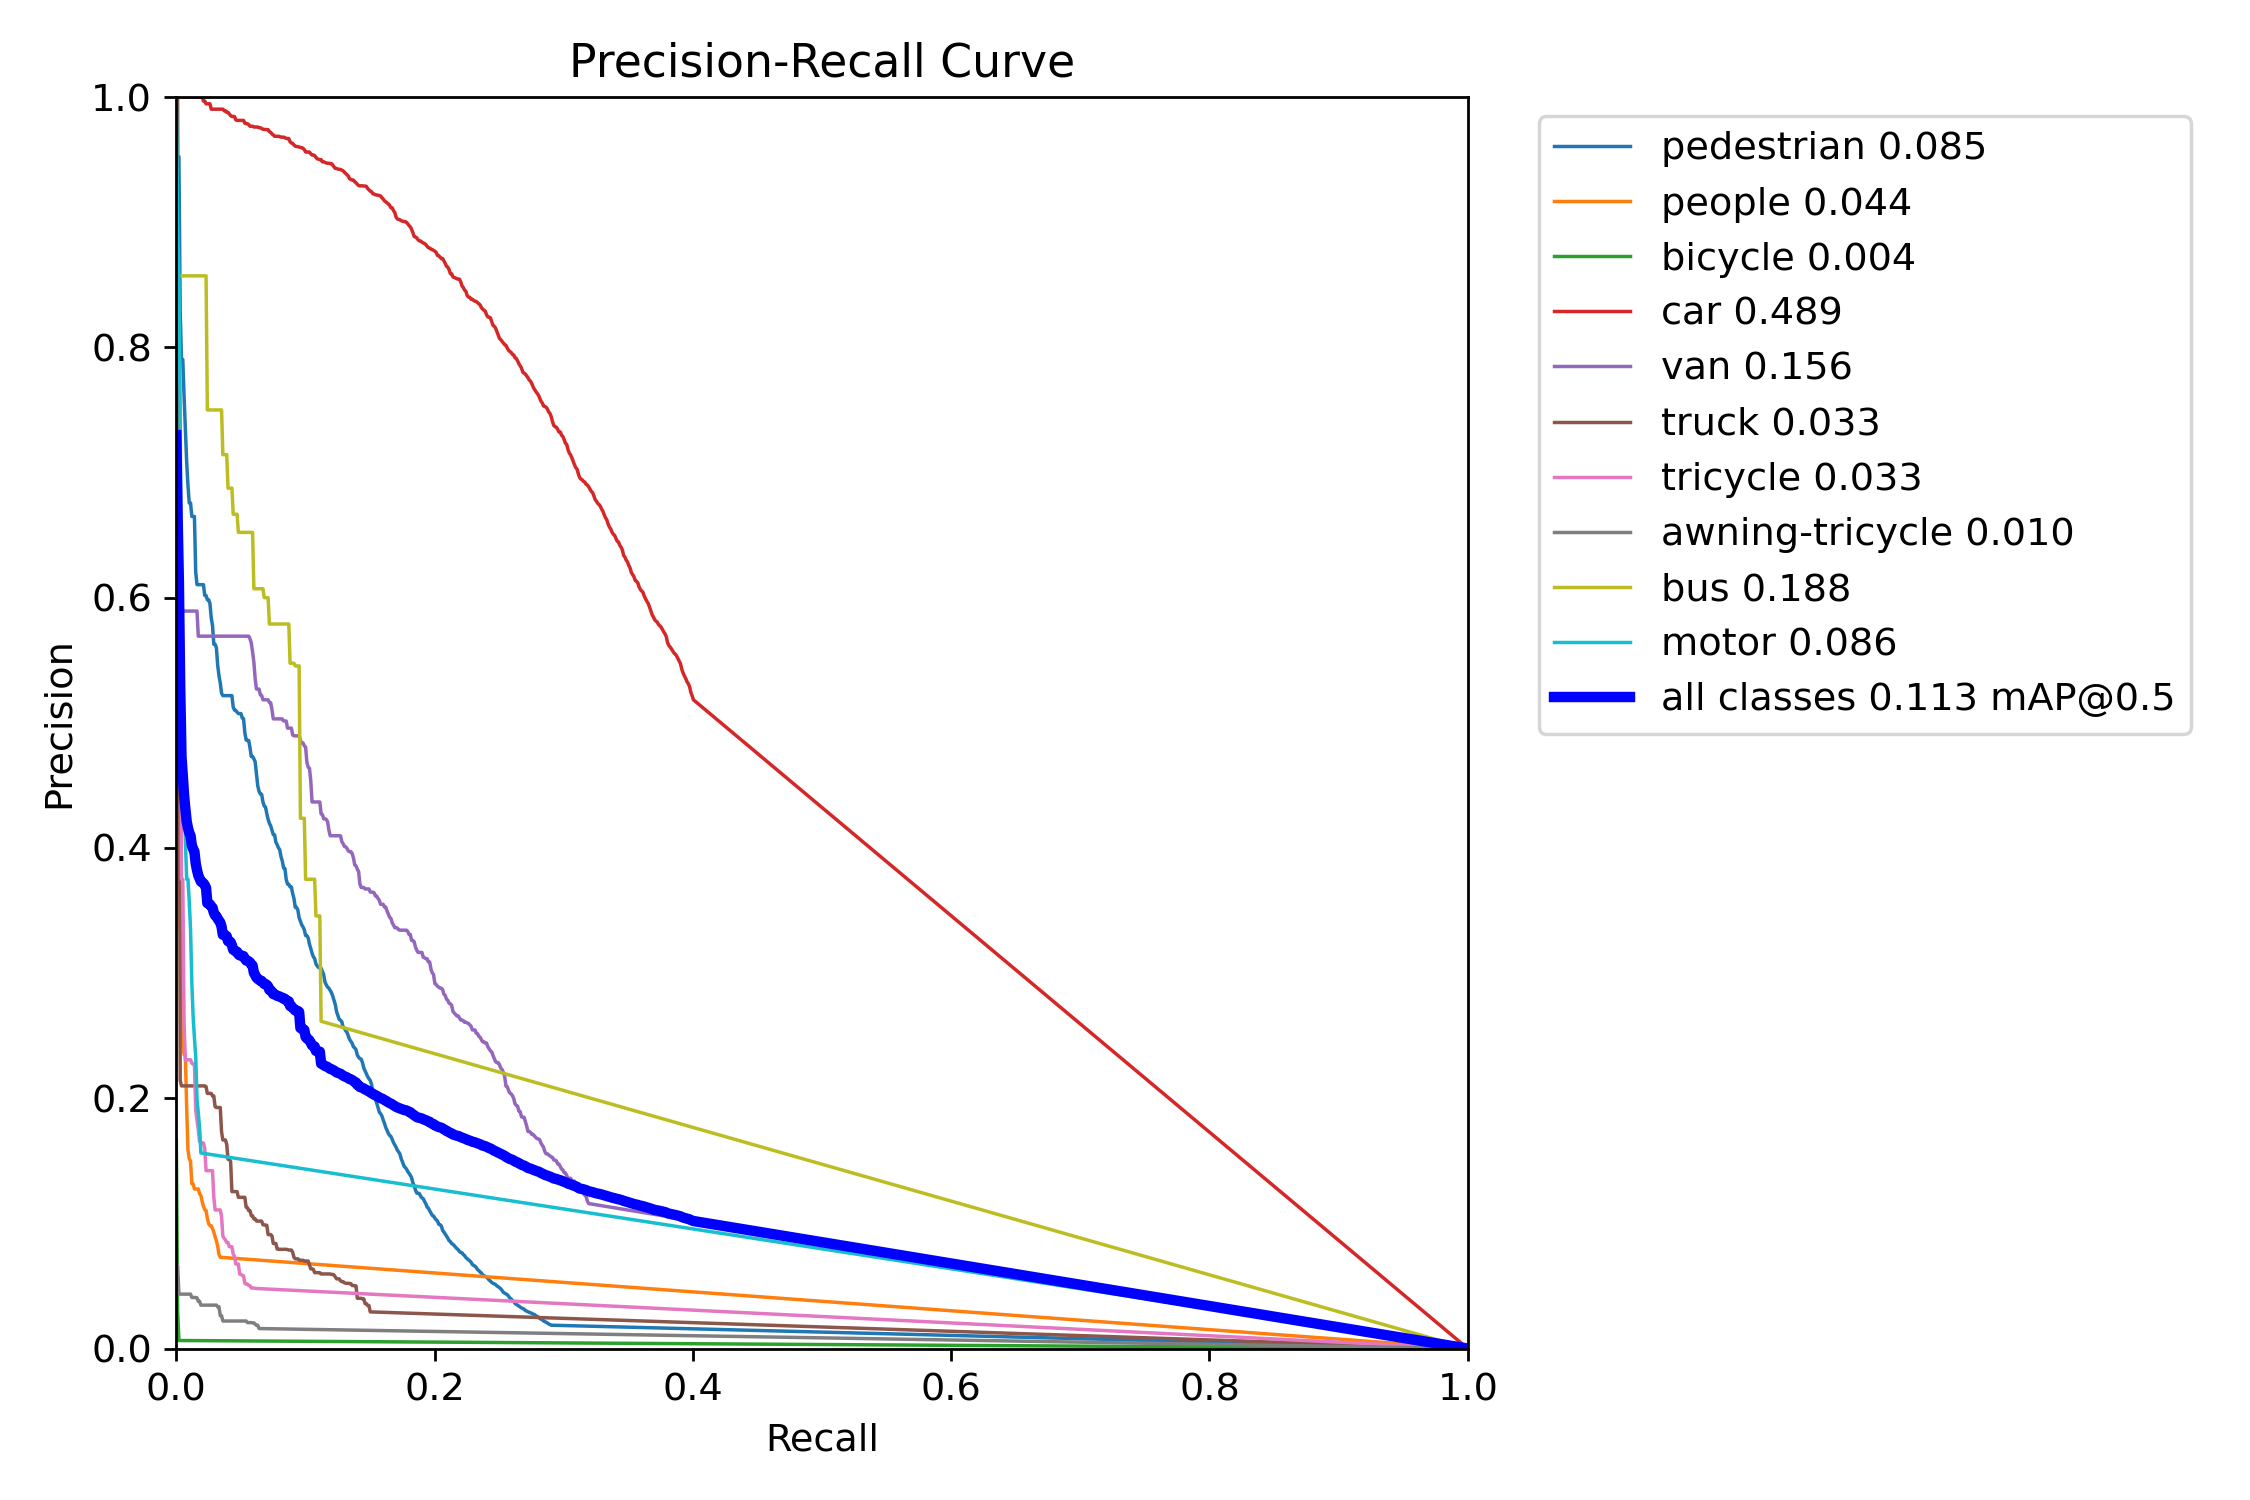 Precision-Recall Curve
1.0
0.8
0.6
0.4
0.2
0.0
Precision
0.0 0.2 0.4 0.6 0.8 1.0
Recall
pedestrian 0.085
people 0.044
bicycle 0.004
car 0.489
van 0.156
truck 0.033
tricycle 0.033
awning-tricycle 0.010
bus 0.188
motor 0.086
all classes 0.113 mAP@0.5